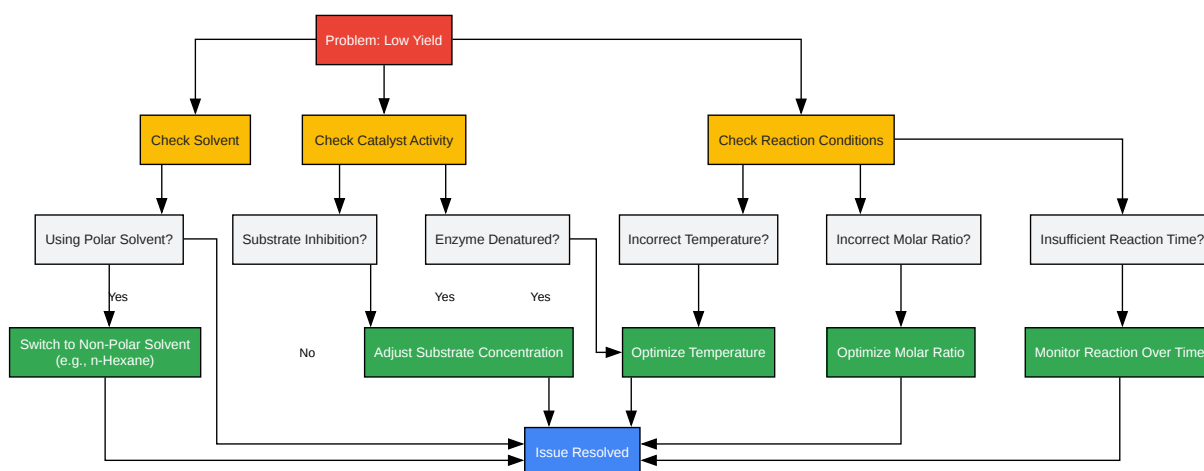 Problem: Low Yield
Check Solvent
Check Catalyst Activity
Check Reaction Conditions
Using Polar Solvent?
Substrate Inhibition?
Enzyme Denatured?
Incorrect Temperature?
Incorrect Molar Ratio?
Insufficient Reaction Time?
Yes
Yes
Yes
Switch to Non-Polar Solvent
(e.g., n-Hexane)
No
Adjust Substrate Concentration
Optimize Temperature
Optimize Molar Ratio
Monitor Reaction Over Time
Issue Resolved